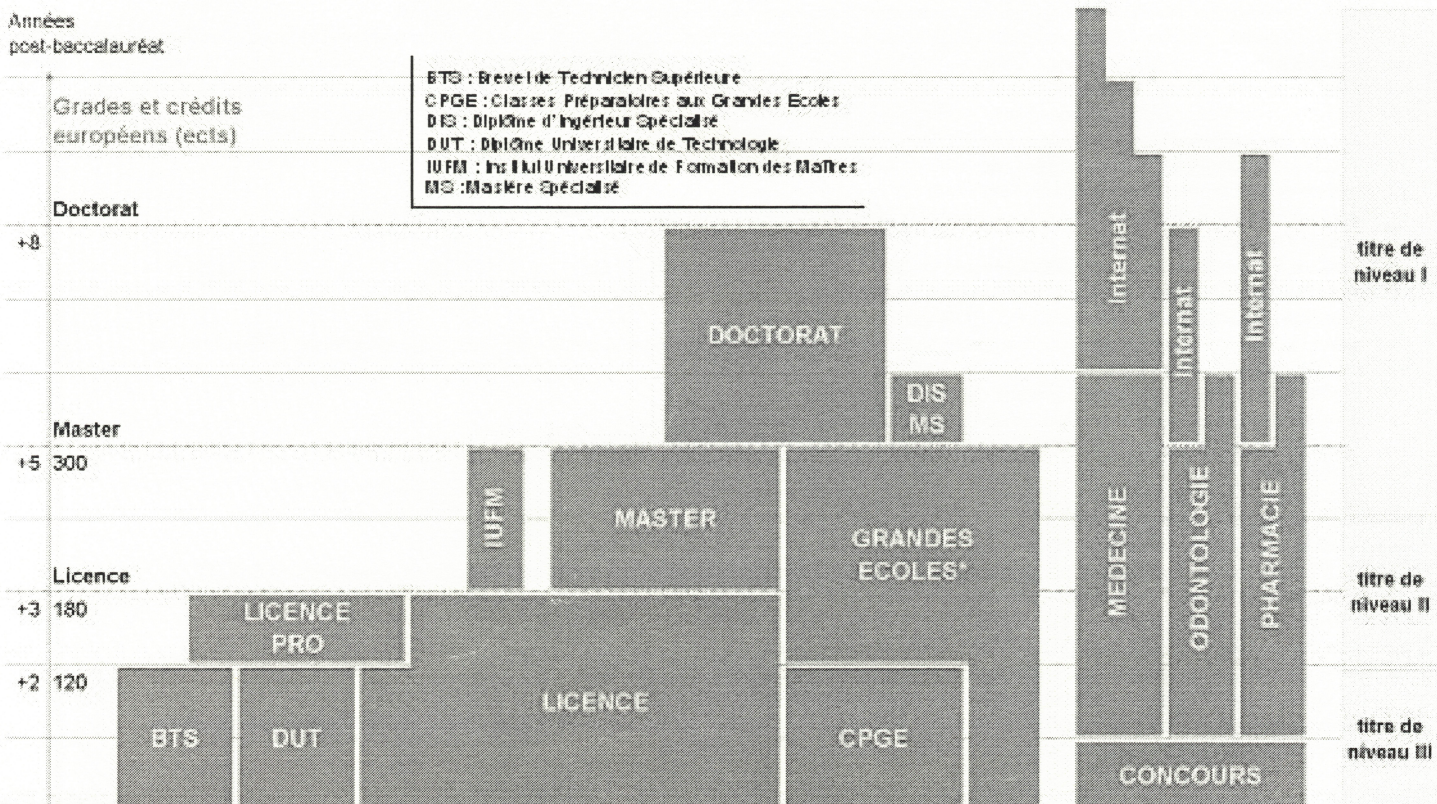 Années
post-baccalauréat
Grades et crédits
européens (ects)
BTS : Brevet de Technicien Supérieure
CPGE : Classes Préparatoires aux Grandes Ecoles
DIS : Diplôme d'Ingérieur Spécialisé
DUT : Diplôme Universitaire de Technologie
IUFM : Institut Universitaire de Formation des Maîtres
MS : Mastère Spécialisé
Doctorat
+8
DOCTORAT
DIS
MS
Internat
Internat
Internat
titre de
niveau I
Master
+5 300
IUFM
MASTER
GRANDES
ECOLES*
MEDECINE
ODONTOLOGIE
PHARMACIE
Licence
+3 180
LICENCE
PRO
titre de
niveau II
+2 120
BTS
DUT
LICENCE
CPGE
CONCOURS
titre de
niveau III